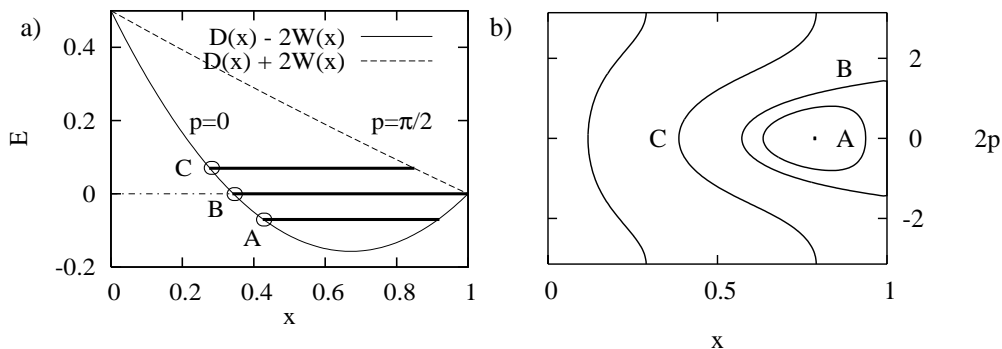 a)
0.4
0.2
0
-0.2
E
0
0.2
0.4
0.6
0.8
1
x
D(x) - 2W(x)
D(x) + 2W(x)
p=0
p=π/2
C
B
A
b)
B
C
A
2
0
-2
2p
0
0.5
1
x